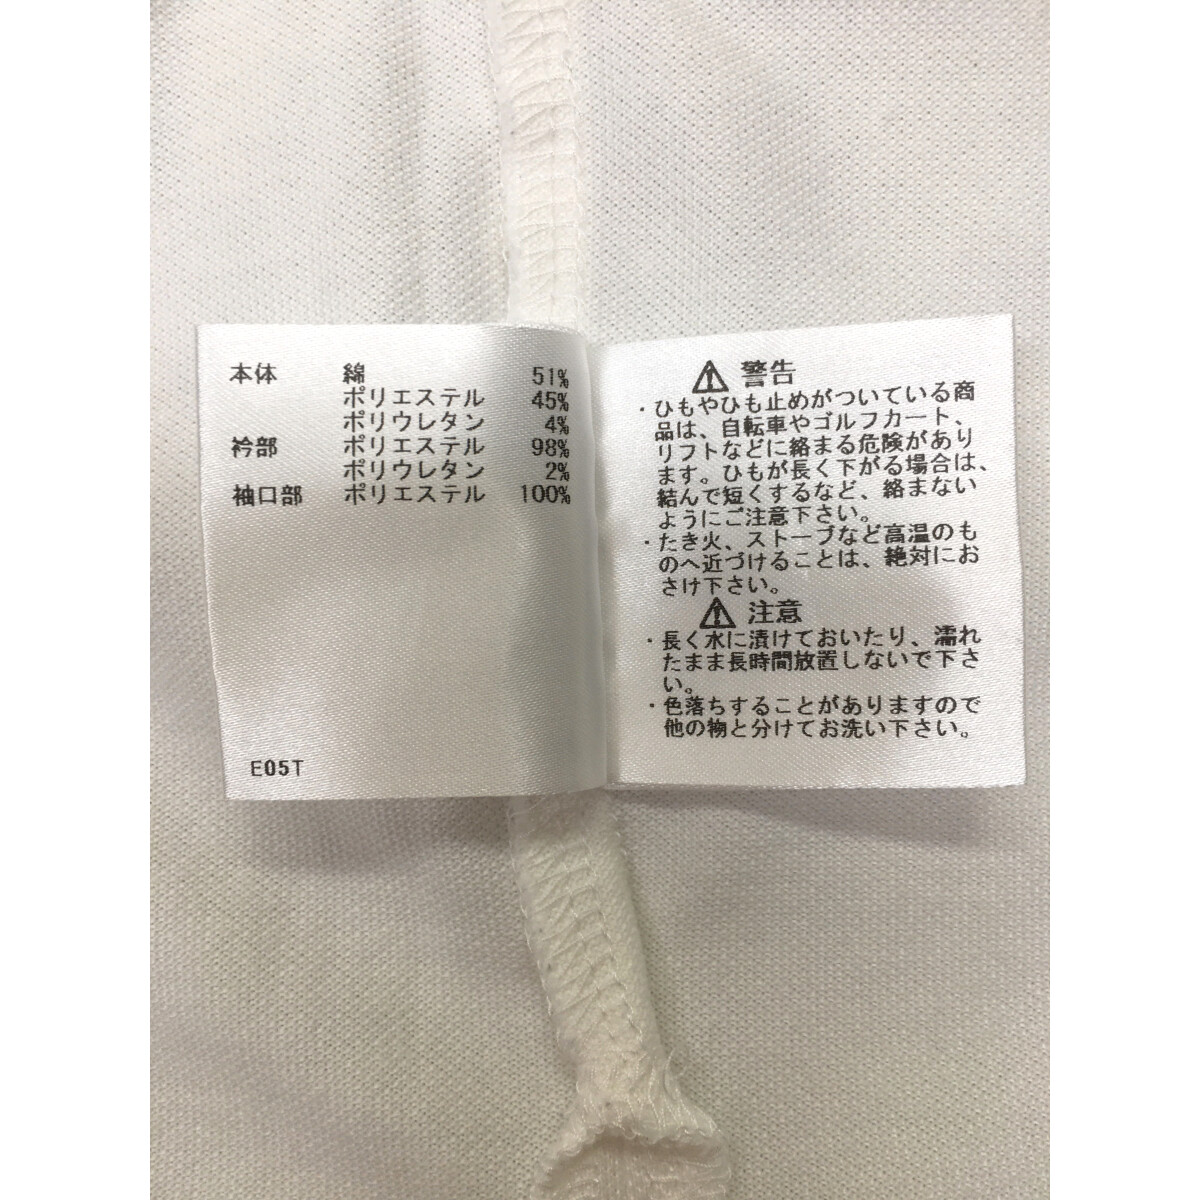 本体 綿 51%
ポリエステル 45%
ポリウレタン 4%
衿部 ポリエステル 98%
ポリウレタン 2%
袖口部 ポリエステル 100%
E05T
⚠ 警告
・ひもやひも止めがついている商
品は、自転車やゴルフカート、
リフトなどに絡まる危険があり
ます。ひもが長く下がる場合は、
結んで短くするなど、絡まない
ようにご注意下さい。
・たき火、ストーブなど高温のも
のへ近づけることは、絶対にお
さけ下さい。
⚠ 注意
・長く水に漬けておいたり、濡れ
たまま長時間放置しないで下さ
い。
・色落ちすることがありますので
他の物と分けてお洗い下さい。